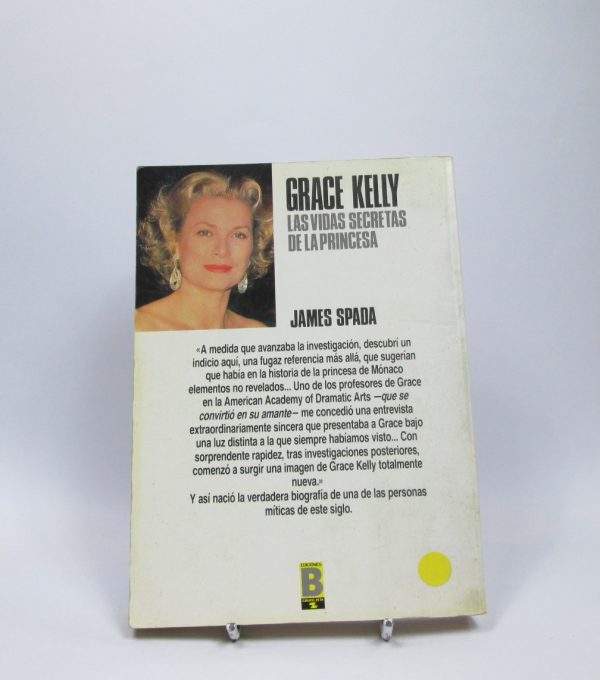 GRACE KELLY
LAS VIDAS SECRETAS
DE LA PRINCESA
JAMES SPADA
«A medida que avanzaba la investigación, descubrí un
indicio aquí, una fugaz referencia más allá, que sugerían
que había en la historia de la princesa de Mónaco
elementos no revelados... Uno de los profesores de Grace
en la American Academy of Dramatic Arts —que se
convirtió en su amante— me concedió una entrevista
extraordinariamente sincera que presentaba a Grace bajo
una luz distinta a la que siempre habíamos visto... Con
sorprendente rapidez, tras investigaciones posteriores,
comenzó a surgir una imagen de Grace Kelly totalmente
nueva.»
Y así nació la verdadera biografía de una de las personas
míticas de este siglo.
EDICIONES
B
GRUPO ZETA
Z